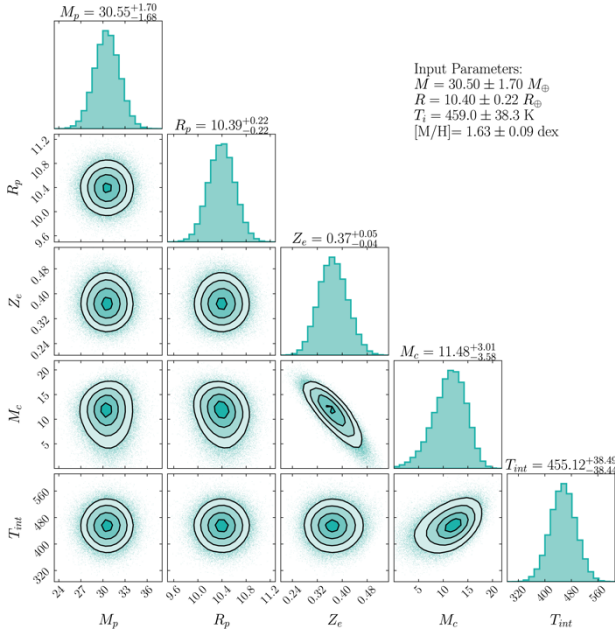 M_p = 30.55^{+1.70}_{-1.68}
Input Parameters:
M = 30.50 ± 1.70 M_⊕
R = 10.40 ± 0.22 R_⊕
T_i = 459.0 ± 38.3 K
[M/H]= 1.63 ± 0.09 dex
R_p = 10.39^{+0.22}_{-0.22}
R_p
11.2
10.8
10.4
10.0
9.6
Z_e = 0.37^{+0.05}_{-0.04}
Z_e
0.48
0.40
0.32
0.24
M_c = 11.48^{+3.01}_{-3.58}
M_c
20
15
10
5
T_{int} = 455.12^{+38.49}_{-38.44}
T_{int}
560
480
400
320
24 27 30 33 36
9.6 10.0 10.4 10.8 11.2
0.24 0.32 0.40 0.48
5 10 15 20
320 400 480 560
M_p R_p Z_e M_c T_{int}